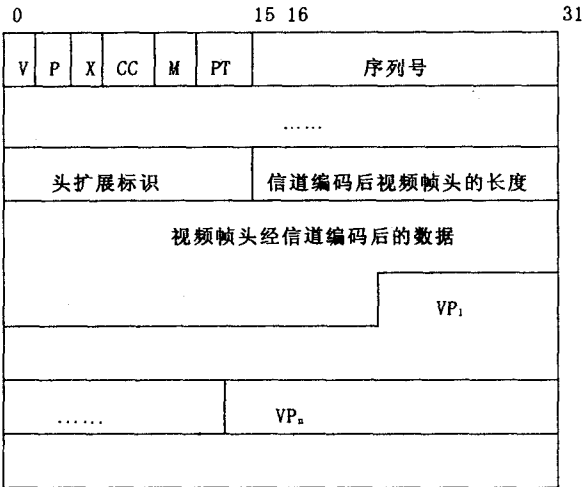 0 15 16 31
V P X CC M PT 序列号
……
头扩展标识 信道编码后视频帧头的长度
视频帧头经信道编码后的数据
VP₁
…… VPₙ